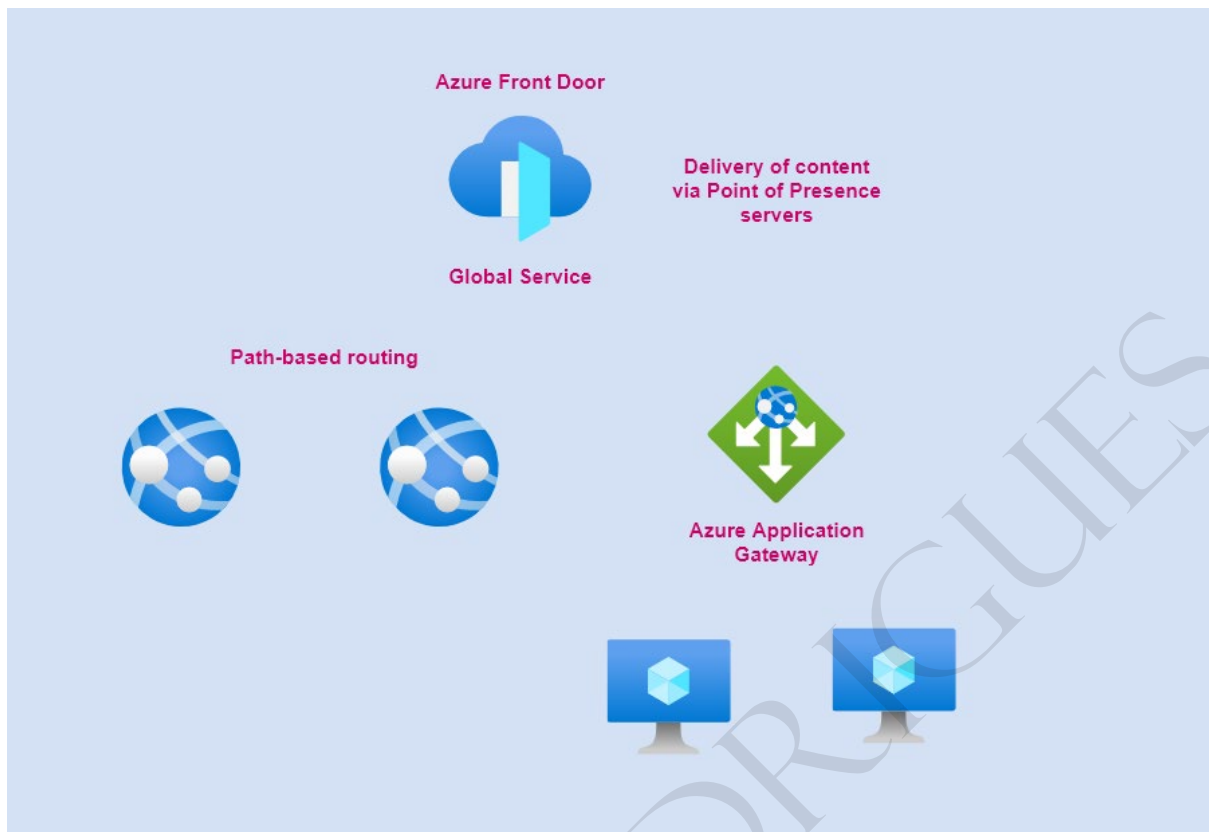 Azure Front Door
Delivery of content
via Point of Presence
servers
Global Service
Path-based routing
Azure Application
Gateway